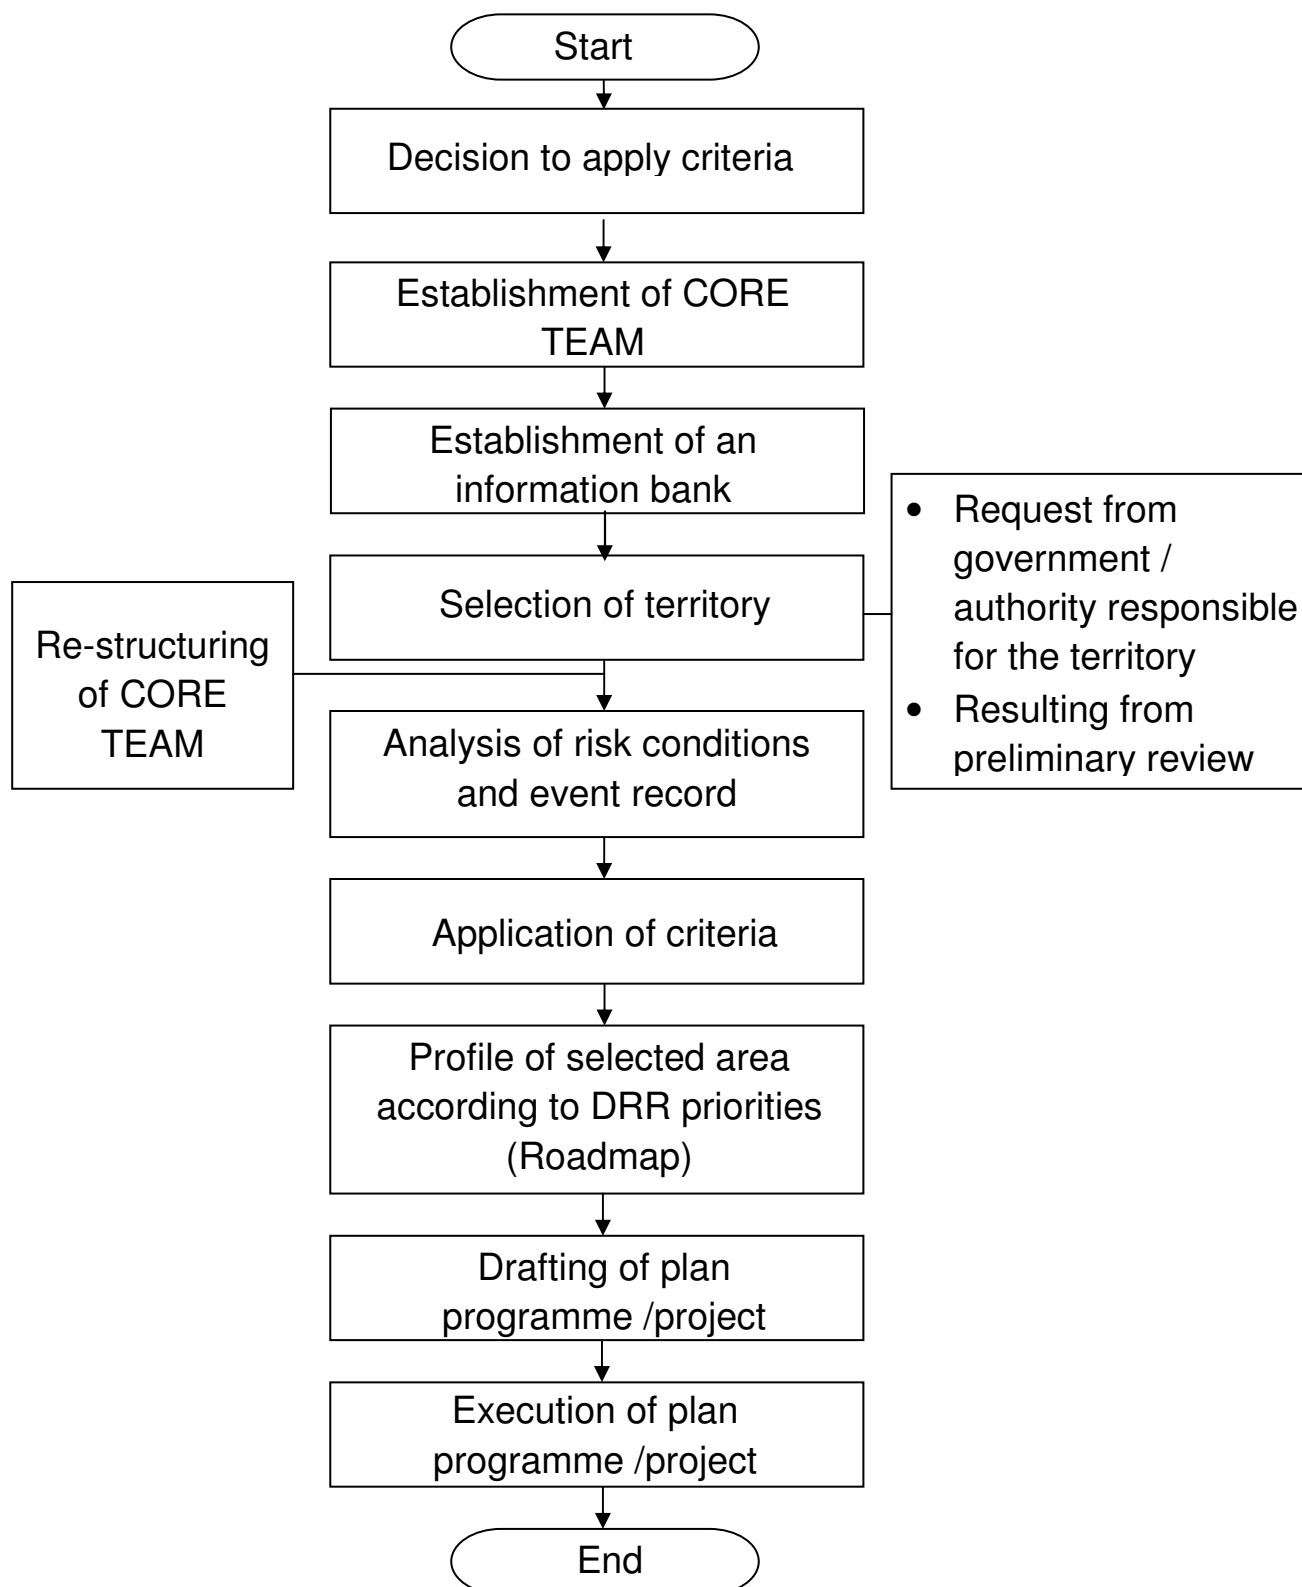 Start
Decision to apply criteria
Establishment of CORE
TEAM
Establishment of an
information bank
Selection of territory
• Request from
government /
authority responsible
for the territory
• Resulting from
preliminary review
Re-structuring
of CORE
TEAM
Analysis of risk conditions
and event record
Application of criteria
Profile of selected area
according to DRR priorities
(Roadmap)
Drafting of plan
programme /project
Execution of plan
programme /project
End